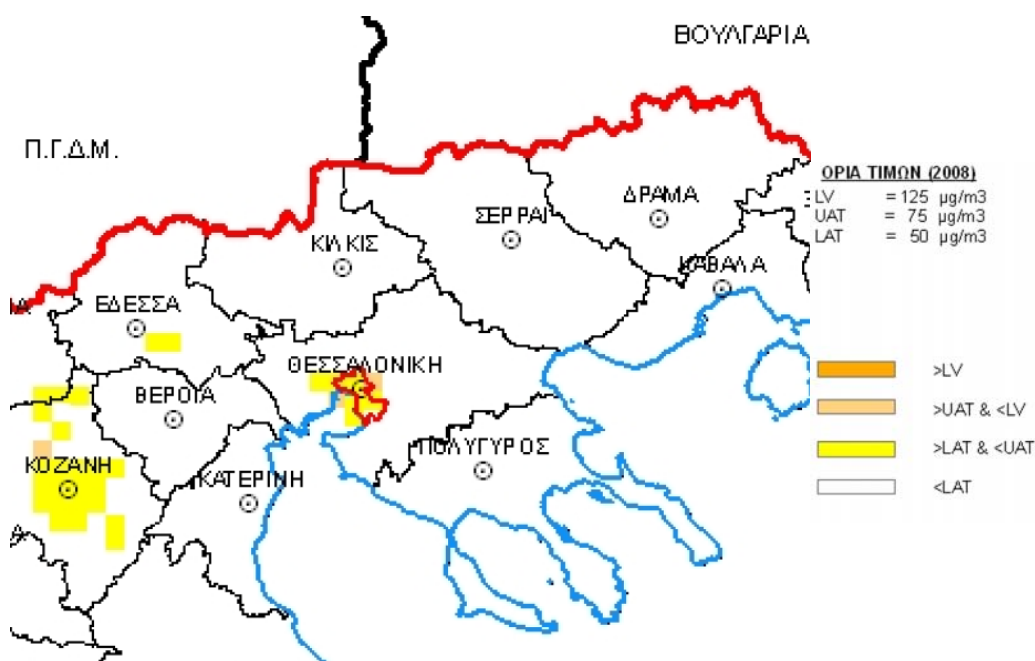 ΒΟΥΛΓΑΡΙΑ
Π.Γ.Δ.Μ.
ΟΡΙΑ ΤΙΜΩΝ (2008)
LV = 125 μg/m3
UAT = 75 μg/m3
LAT = 50 μg/m3
ΔΡΑΜΑ
ΣΕΡΡΑΙ
ΚΙΛΚΙΣ
ΚΑΒΑΛΑ
ΕΔΕΣΣΑ
ΘΕΣΣΑΛΟΝΙΚΗ
>LV
ΒΕΡΟΙΑ
>UAT & <LV
ΠΟΛΥΓΥΡΟΣ
>LAT & <UAT
ΚΟΖΑΝΗ
ΚΑΤΕΡΙΝΗ
<LAT